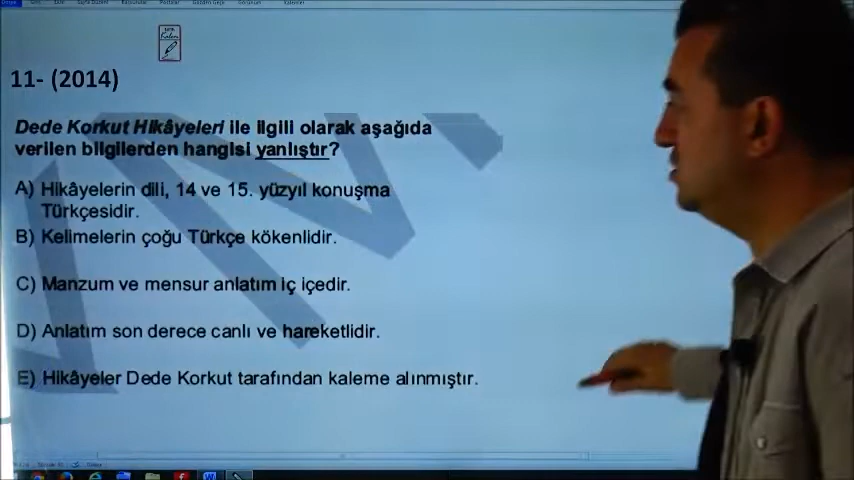 Kalem
11- (2014)
Dede Korkut Hikâyeleri ile ilgili olarak aşağıda
verilen bilgilerden hangisi yanlıştır?
A) Hikâyelerin dili, 14 ve 15. yüzyıl konuşma
Türkçesidir.
B) Kelimelerin çoğu Türkçe kökenlidir.
C) Manzum ve mensur anlatım iç içedir.
D) Anlatım son derece canlı ve hareketlidir.
E) Hikâyeler Dede Korkut tarafından kaleme alınmıştır.